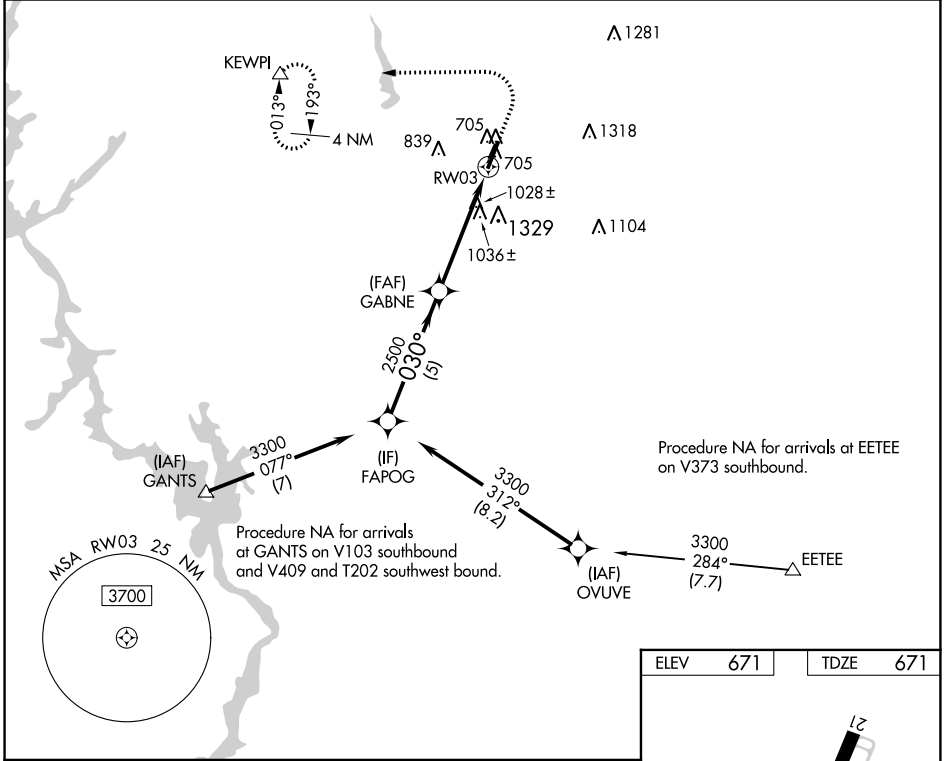 1281
KEWPI
013°
193°
4 NM
705
839
1318
705
RW03
1028±
1329
1104
1036±
(FAF)
GABNE
2500
030°
(5)
(IAF)
GANTS
3300
077°
(7)
(IF)
FAPOG
Procedure NA for arrivals at EETEE
on V373 southbound.
3300
312°
(8.2)
Procedure NA for arrivals
at GANTS on V103 southbound
and V409 and T202 southwest bound.
3300
284°
(7.7)
EETEE
(IAF)
OVUVE
MSA RW03 25 NM
3700
ELEV 671
TDZE 671
21